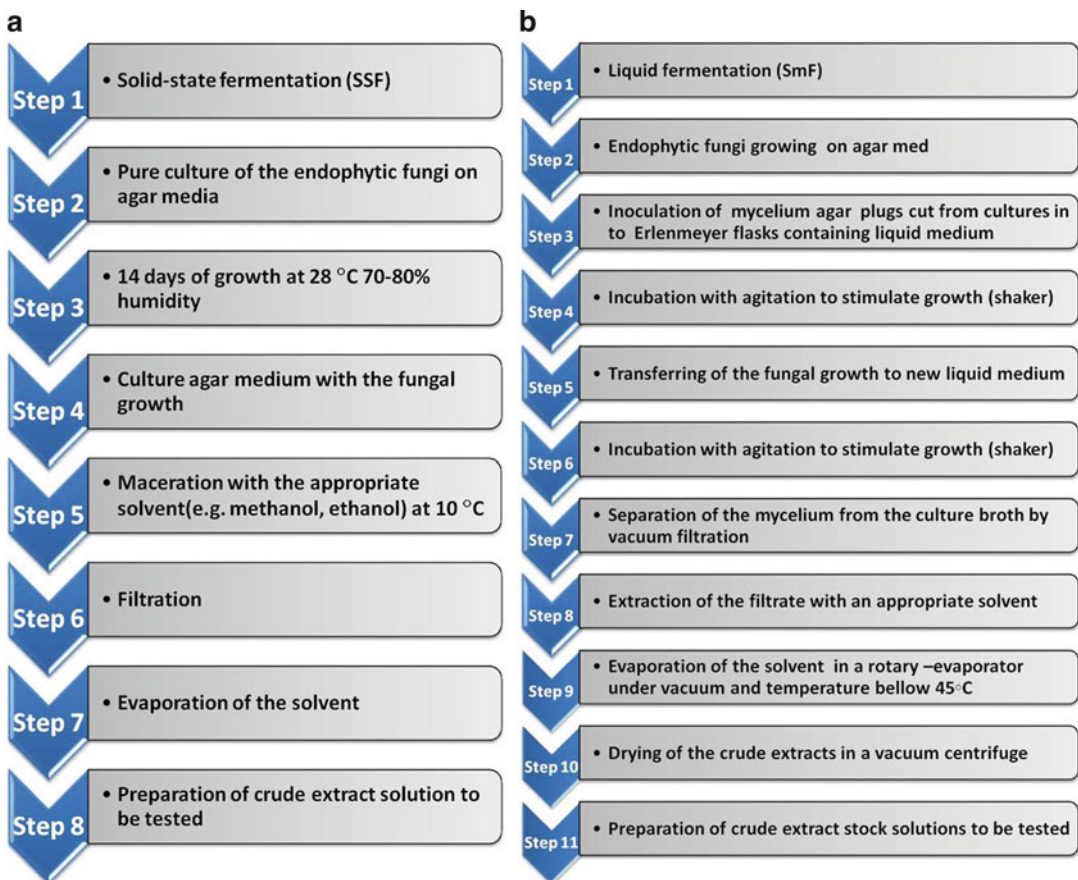 a
Step 1
• Solid-state fermentation (SSF)
Step 2
• Pure culture of the endophytic fungi on
agar media
Step 3
• 14 days of growth at 28 °C 70-80%
humidity
Step 4
• Culture agar medium with the fungal
growth
Step 5
• Maceration with the appropriate
solvent(e.g. methanol, ethanol) at 10 °C
Step 6
• Filtration
Step 7
• Evaporation of the solvent
Step 8
• Preparation of crude extract solution to
be tested
b
Step 1
• Liquid fermentation (SmF)
Step 2
• Endophytic fungi growing on agar med
Step 3
• Inoculation of mycelium agar plugs cut from cultures in
to Erlenmeyer flasks containing liquid medium
Step 4
• Incubation with agitation to stimulate growth (shaker)
Step 5
• Transferring of the fungal growth to new liquid medium
Step 6
• Incubation with agitation to stimulate growth (shaker)
Step 7
• Separation of the mycelium from the culture broth by
vacuum filtration
Step 8
• Extraction of the filtrate with an appropriate solvent
Step 9
• Evaporation of the solvent in a rotary –evaporator
under vacuum and temperature bellow 45°C
Step 10
• Drying of the crude extracts in a vacuum centrifuge
Step 11
• Preparation of crude extract stock solutions to be tested